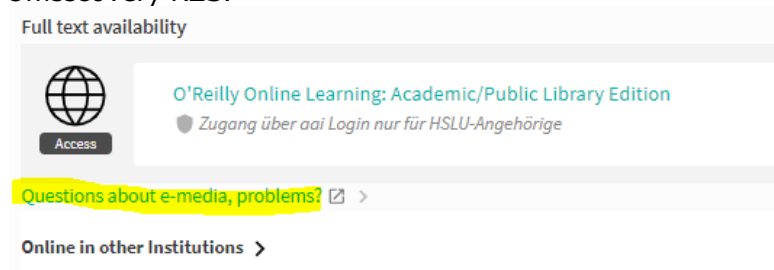 Full text availability
O'Reilly Online Learning: Academic/Public Library Edition
Zugang über aai Login nur für HSLU-Angehörige
Access
Questions about e-media, problems?
Online in other Institutions